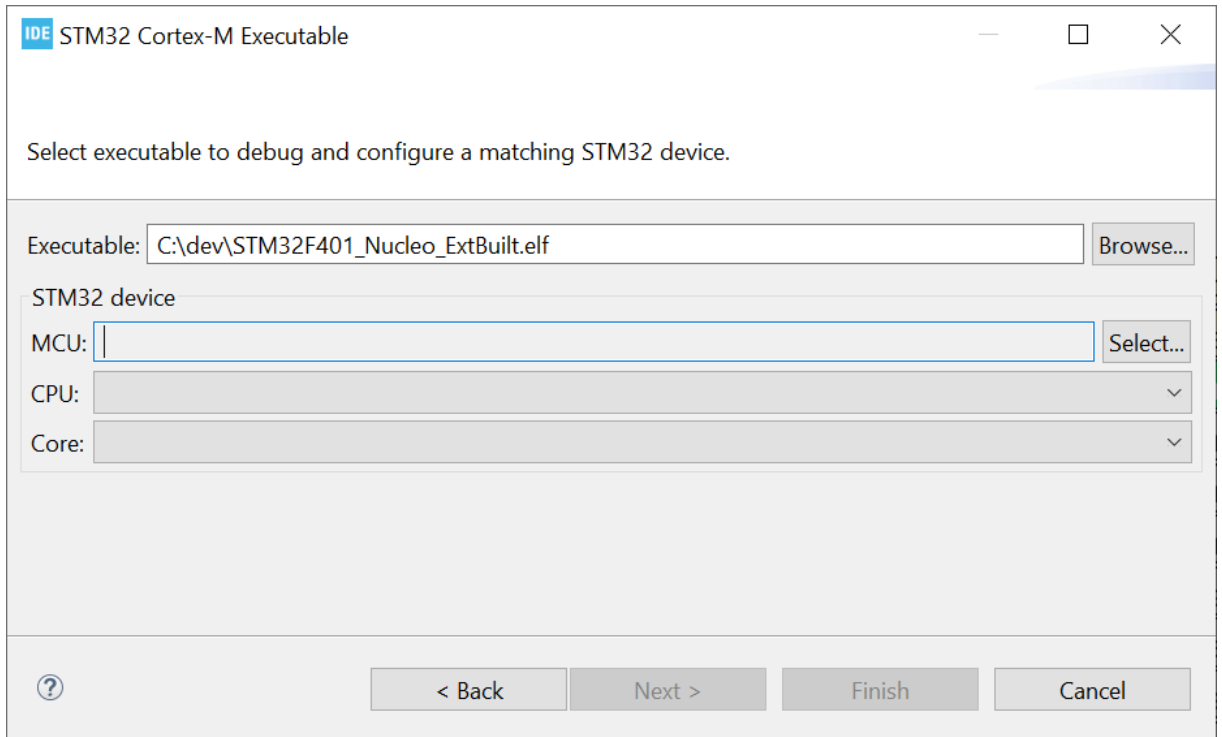 IDE STM32 Cortex-M Executable
Select executable to debug and configure a matching STM32 device.
Executable: C:\dev\STM32F401_Nucleo_ExtBuilt.elf Browse...
STM32 device
MCU: Select...
CPU:
Core:
? < Back Next > Finish Cancel